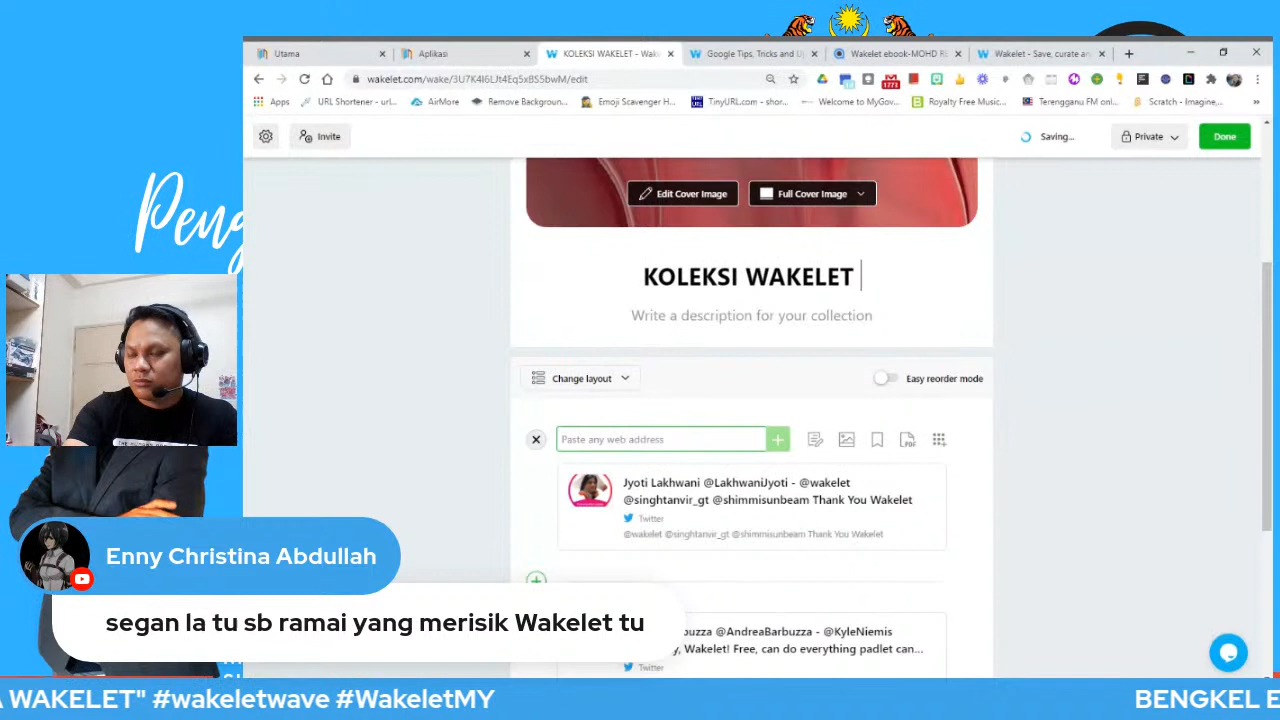 Peng
Utama
Aplikasi
KOLEKSI WAKELET - Wake
Google Tips, Tricks and U
Wakelet ebook-MOHD R
Wakelet - Save, curate an
wakelet.com/wake/3U7K4I6LJt4Eq5xBS5bwM/edit
Apps
URL Shortener - url...
AirMore
Remove Backgroun...
Emoji Scavenger H...
TinyURL.com - shor...
Welcome to MyGov...
Royalty Free Music...
Terengganu FM onl...
Scratch - Imagine,...
Invite
Saving...
Private
Done
Edit Cover Image
Full Cover Image
KOLEKSI WAKELET
Write a description for your collection
Change layout
Easy reorder mode
Paste any web address
Jyoti Lakhwani @LakhwaniJyoti - @wakelet
@singhtanvir_gt @shimmisunbeam Thank You Wakelet
Twitter
@wakelet @singhtanvir_gt @shimmisunbeam Thank You Wakelet
buzza @AndreaBarbuzza - @KyleNiemis
y, Wakelet! Free, can do everything padlet can...
Twitter
Enny Christina Abdullah
segan la tu sb ramai yang merisik Wakelet tu
A WAKELET" #wakeletwave #WakeletMY
BENGKEL E